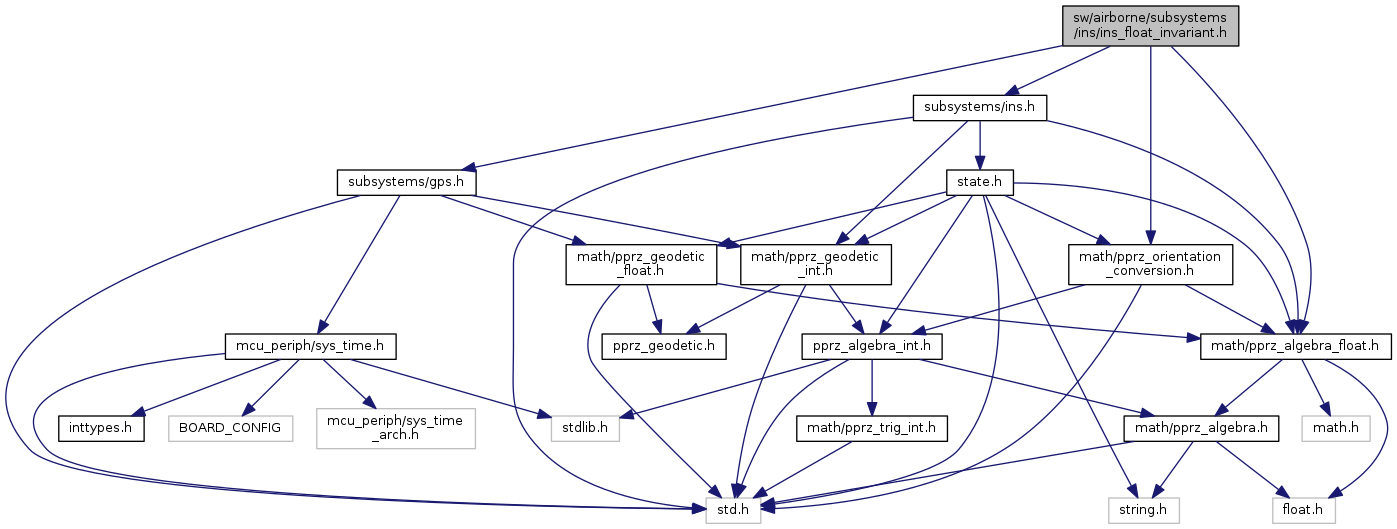 sw/airborne/subsystems
/ins/ins_float_invariant.h
subsystems/ins.h
subsystems/gps.h
state.h
math/pprz_geodetic
_float.h
math/pprz_geodetic
_int.h
math/pprz_orientation
_conversion.h
mcu_periph/sys_time.h
pprz_geodetic.h
pprz_algebra_int.h
math/pprz_algebra_float.h
inttypes.h
BOARD_CONFIG
mcu_periph/sys_time
_arch.h
stdlib.h
math/pprz_trig_int.h
math/pprz_algebra.h
math.h
std.h
string.h
float.h